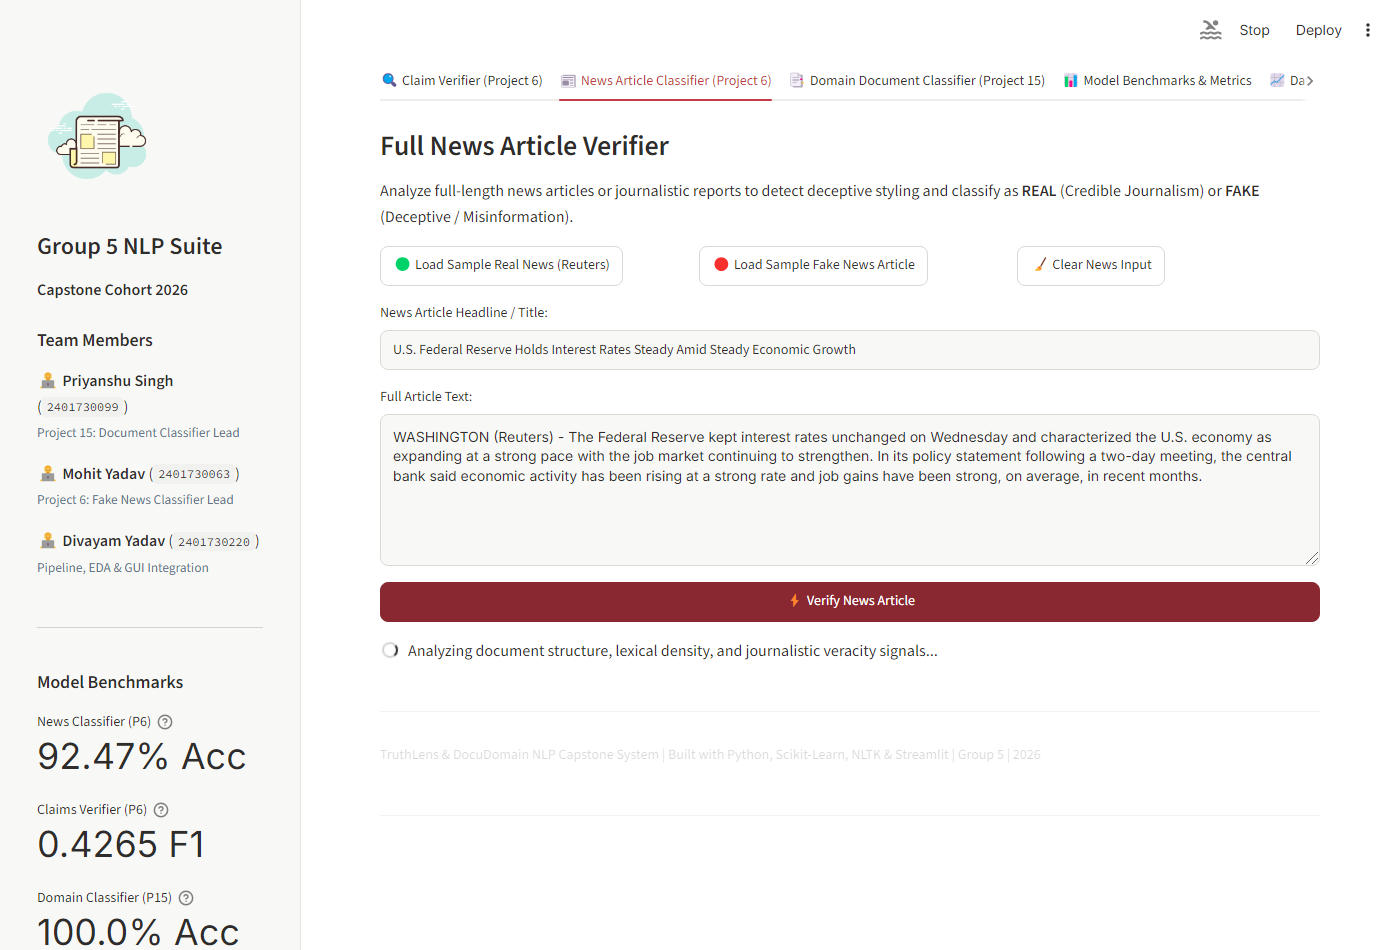 Stop
Deploy
Claim Verifier (Project 6)
News Article Classifier (Project 6)
Domain Document Classifier (Project 15)
Model Benchmarks & Metrics
Da
Group 5 NLP Suite
Capstone Cohort 2026
Team Members
Priyanshu Singh
( 2401730099 )
Project 15: Document Classifier Lead
Mohit Yadav ( 2401730063 )
Project 6: Fake News Classifier Lead
Divayam Yadav ( 2401730220 )
Pipeline, EDA & GUI Integration
Model Benchmarks
News Classifier (P6)
92.47% Acc
Claims Verifier (P6)
0.4265 F1
Domain Classifier (P15)
100.0% Acc
Full News Article Verifier
Analyze full-length news articles or journalistic reports to detect deceptive styling and classify as REAL (Credible Journalism) or FAKE
(Deceptive / Misinformation).
Load Sample Real News (Reuters)
Load Sample Fake News Article
Clear News Input
News Article Headline / Title:
U.S. Federal Reserve Holds Interest Rates Steady Amid Steady Economic Growth
Full Article Text:
WASHINGTON (Reuters) - The Federal Reserve kept interest rates unchanged on Wednesday and characterized the U.S. economy as
expanding at a strong pace with the job market continuing to strengthen. In its policy statement following a two-day meeting, the central
bank said economic activity has been rising at a strong rate and job gains have been strong, on average, in recent months.
Verify News Article
Analyzing document structure, lexical density, and journalistic veracity signals...
TruthLens & DocuDomain NLP Capstone System | Built with Python, Scikit-Learn, NLTK & Streamlit | Group 5 | 2026